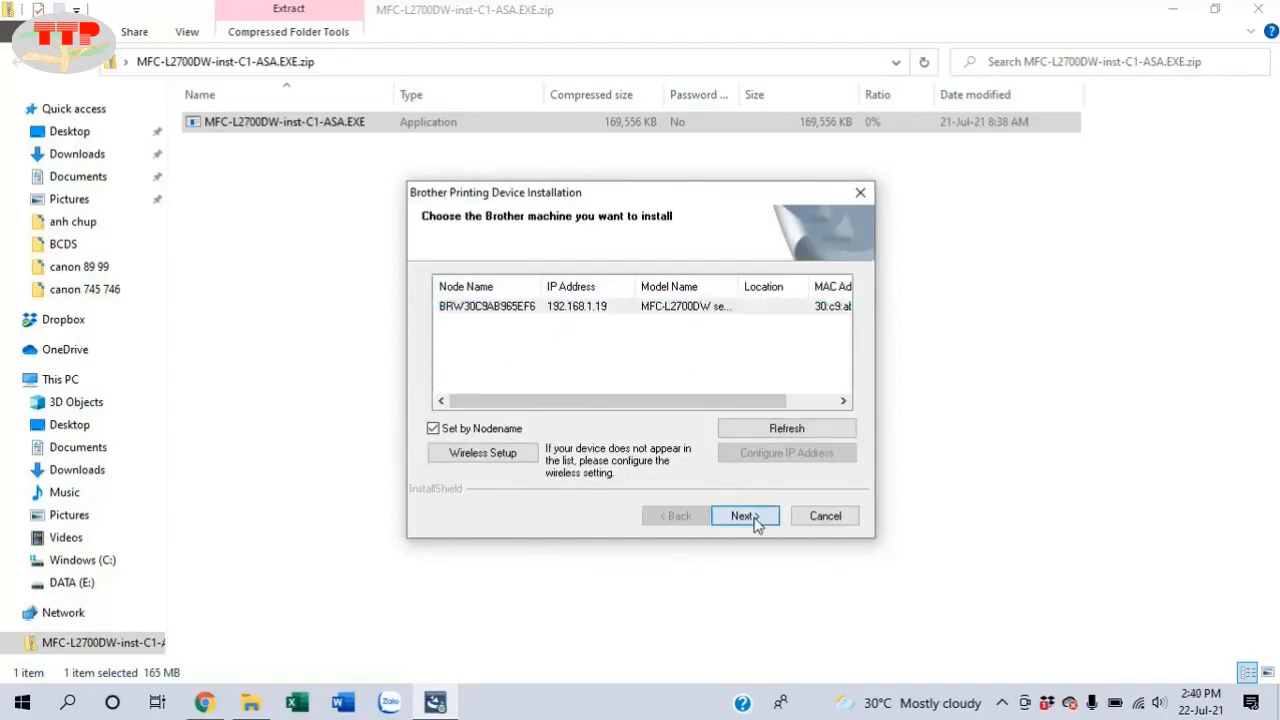 Extract
MFC-L2700DW-inst-C1-ASA.EXE.zip
TTP
Share
View
Compressed Folder Tools
MFC-L2700DW-inst-C1-ASA.EXE.zip
Search MFC-L2700DW-inst-C1-ASA.EXE.zip
Name Type Compressed size Password ... Size Ratio Date modified
MFC-L2700DW-inst-C1-ASA.EXE Application 169,556 KB No 169,556 KB 0% 21-Jul-21 8:38 AM
Quick access
Desktop
Downloads
Documents
Pictures
anh chup
BCDS
canon 89 99
canon 745 746
Dropbox
OneDrive
This PC
3D Objects
Desktop
Documents
Downloads
Music
Pictures
Videos
Windows (C:)
DATA (E:)
Network
MFC-L2700DW-inst-C1-A
Brother Printing Device Installation
Choose the Brother machine you want to install
Node Name IP Address Model Name Location MAC Ad
BRW30C9AB965EF6 192.168.1.19 MFC-L2700DW se... 30:c9:ab
Set by Nodename
Refresh
Wireless Setup
If your device does not appear in
the list, please configure the
wireless setting.
Configure IP Address
InstallShield
< Back
Next>
Cancel
1 item
1 item selected 165 MB
30°C Mostly cloudy
2:40 PM
22-Jul-21